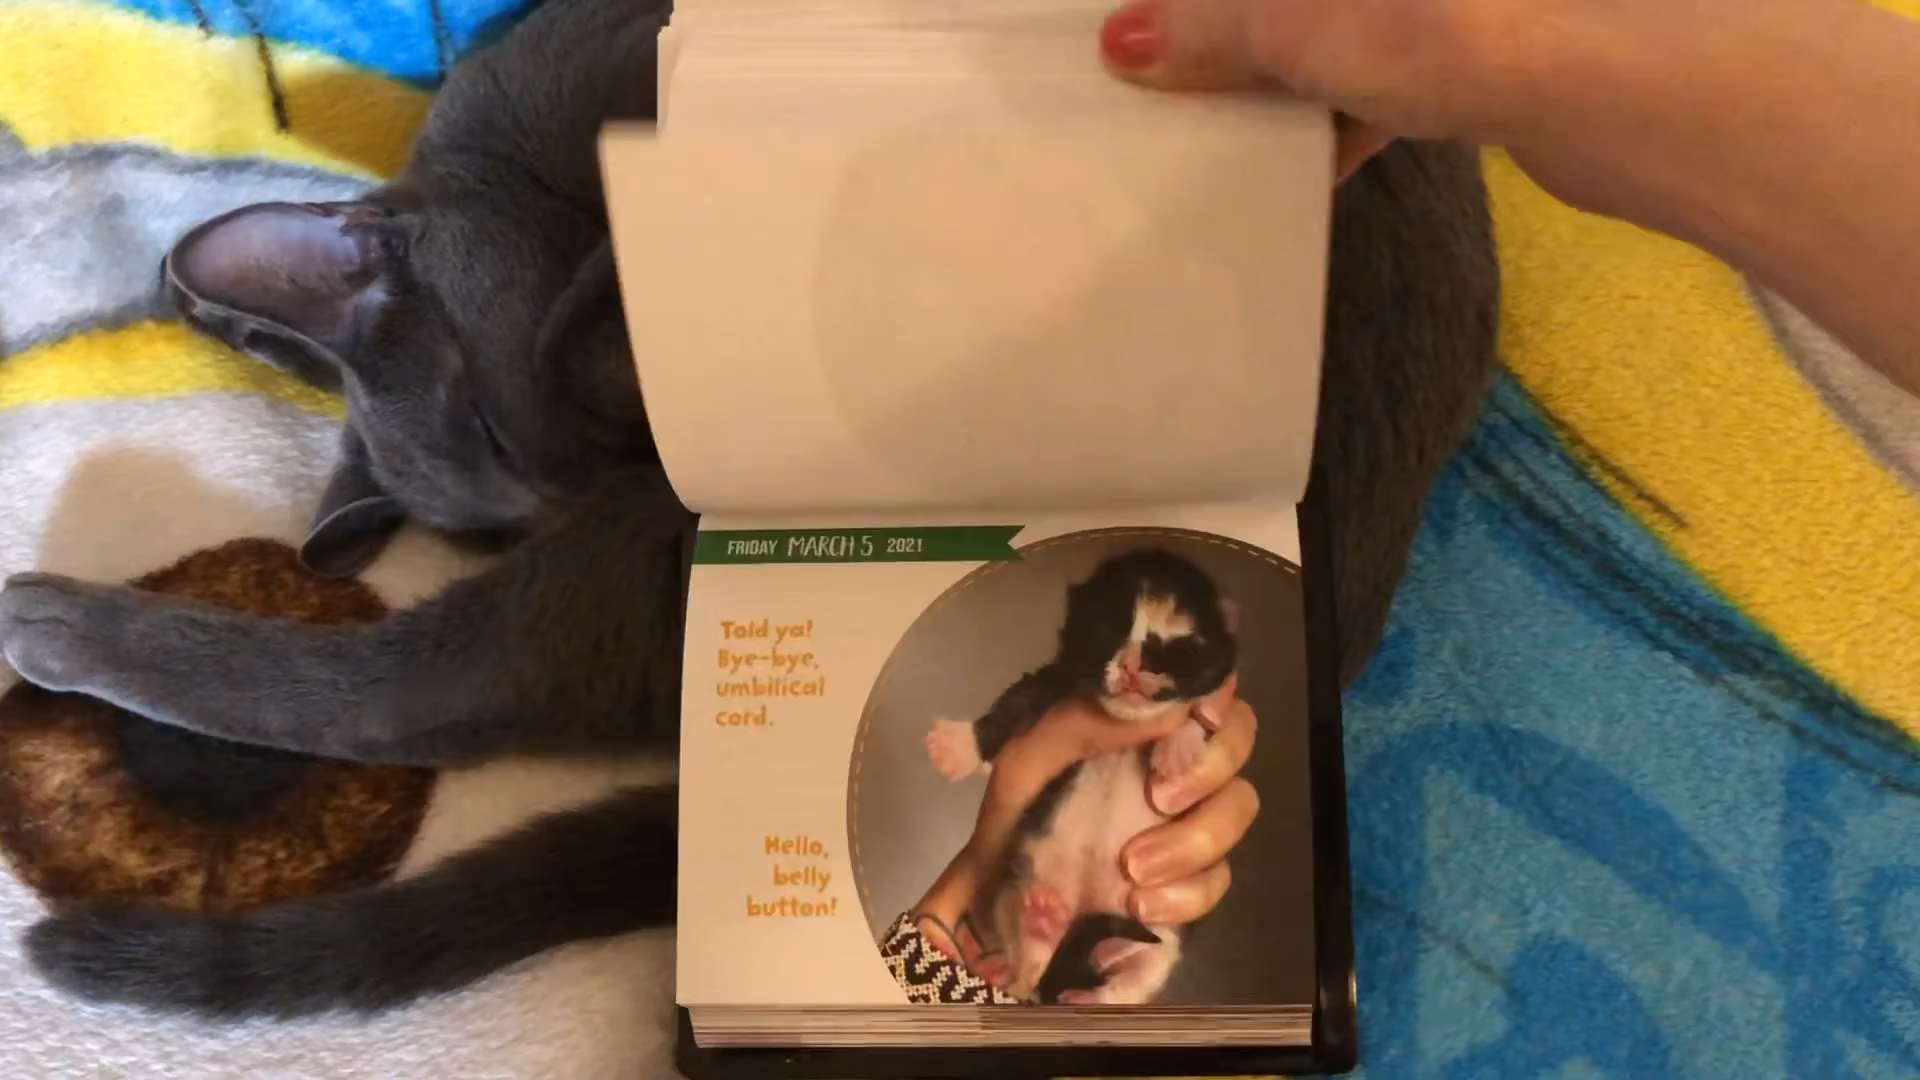 FRIDAY MARCH 5 2021
Told ya!
Bye-bye,
umbilical
cord.
Hello,
belly
button!